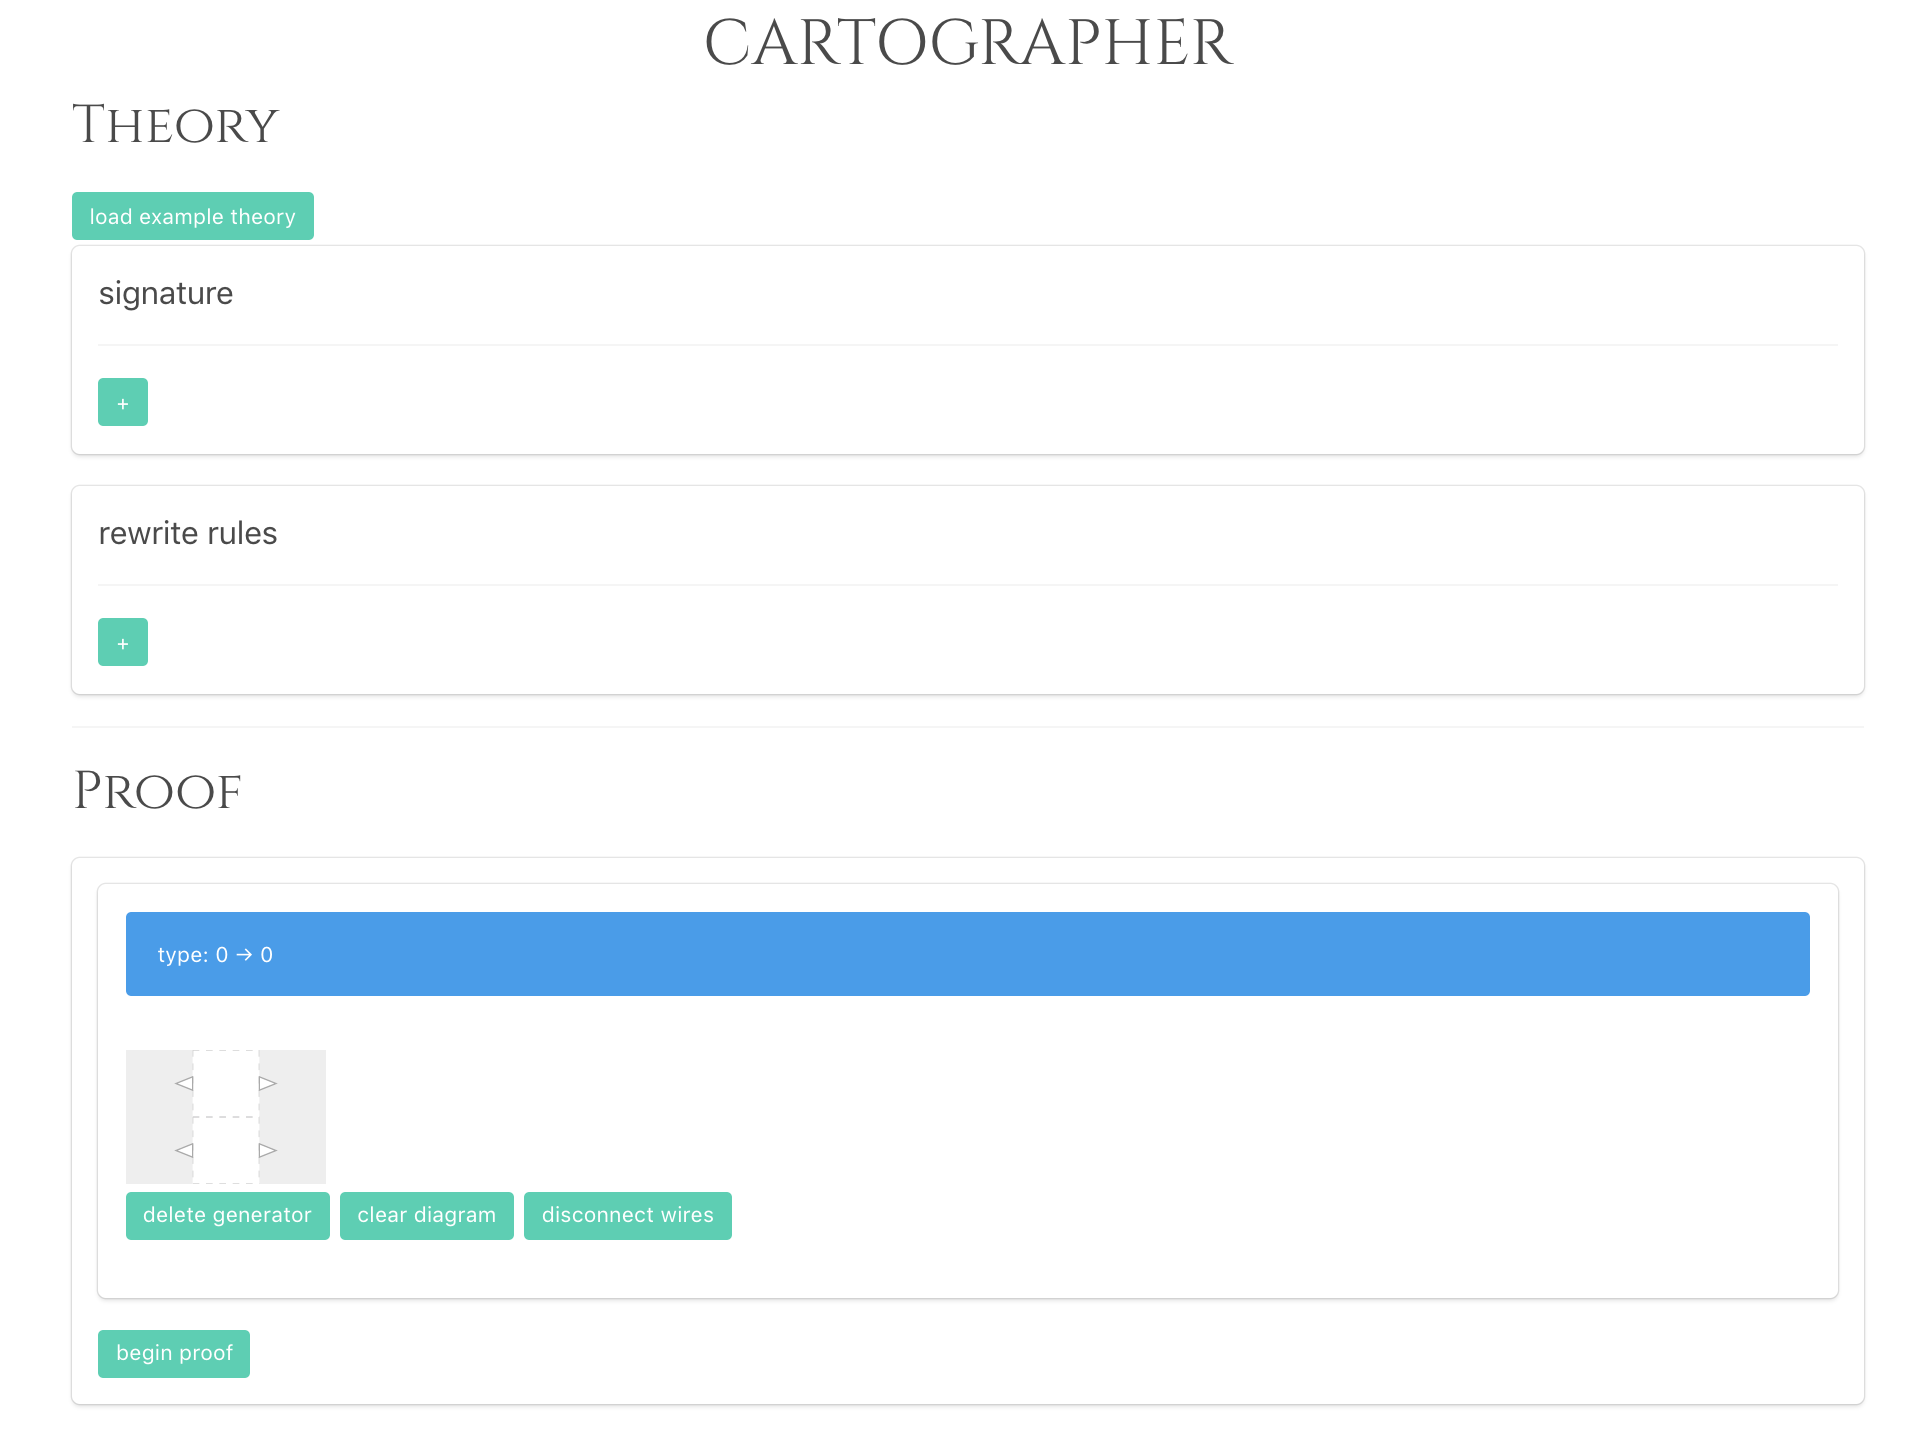 CARTOGRAPHER
THEORY
load example theory
signature
+
rewrite rules
+
PROOF
type: 0 → 0
delete generator clear diagram disconnect wires
begin proof